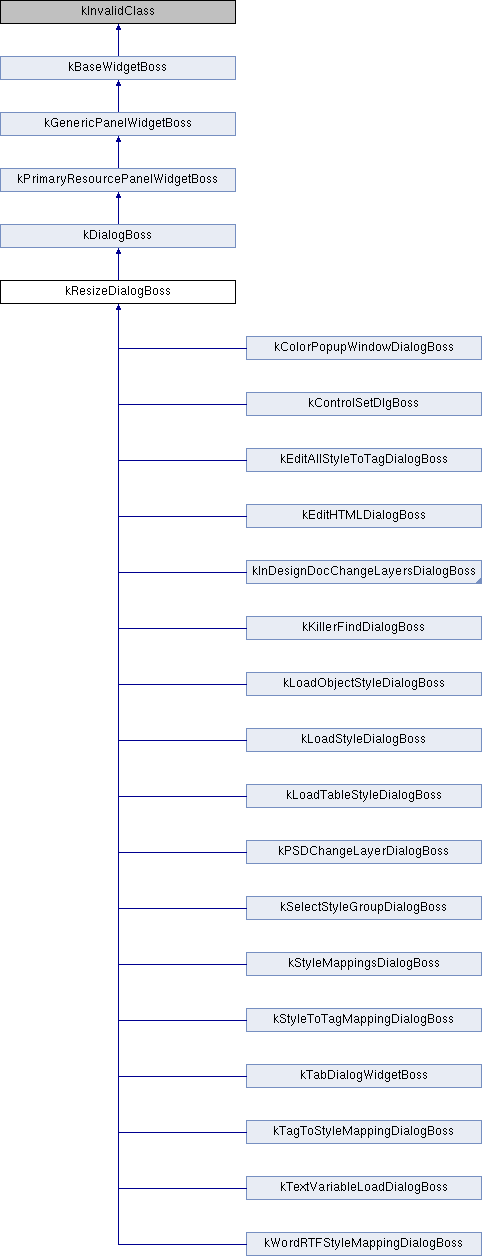 kInvalidClass
kBaseWidgetBoss
kGenericPanelWidgetBoss
kPrimaryResourcePanelWidgetBoss
kDialogBoss
kResizeDialogBoss
kColorPopupWindowDialogBoss
kControlSetDlgBoss
kEditAllStyleToTagDialogBoss
kEditHTMLDialogBoss
kInDesignDocChangeLayersDialogBoss
kKillerFindDialogBoss
kLoadObjectStyleDialogBoss
kLoadStyleDialogBoss
kLoadTableStyleDialogBoss
kPSDChangeLayerDialogBoss
kSelectStyleGroupDialogBoss
kStyleMappingsDialogBoss
kStyleToTagMappingDialogBoss
kTabDialogWidgetBoss
kTagToStyleMappingDialogBoss
kTextVariableLoadDialogBoss
kWordRTFStyleMappingDialogBoss